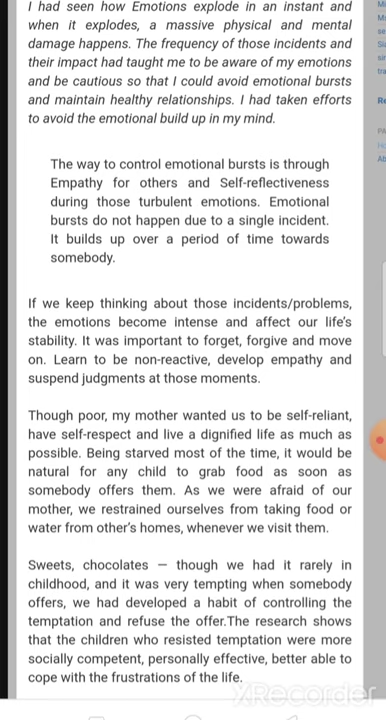 I had seen how Emotions explode in an instant and
when it explodes, a massive physical and mental
damage happens. The frequency of those incidents and
their impact had taught me to be aware of my emotions
and be cautious so that I could avoid emotional bursts
and maintain healthy relationships. I had taken efforts
to avoid the emotional build up in my mind.
The way to control emotional bursts is through
Empathy for others and Self-reflectiveness
during those turbulent emotions. Emotional
bursts do not happen due to a single incident.
It builds up over a period of time towards
somebody.
If we keep thinking about those incidents/problems,
the emotions become intense and affect our life's
stability. It was important to forget, forgive and move
on. Learn to be non-reactive, develop empathy and
suspend judgments at those moments.
Though poor, my mother wanted us to be self-reliant,
have self-respect and live a dignified life as much as
possible. Being starved most of the time, it would be
natural for any child to grab food as soon as
somebody offers them. As we were afraid of our
mother, we restrained ourselves from taking food or
water from other's homes, whenever we visit them.
Sweets, chocolates — though we had it rarely in
childhood, and it was very tempting when somebody
offers, we had developed a habit of controlling the
temptation and refuse the offer.The research shows
that the children who resisted temptation were more
socially competent, personally effective, better able to
cope with the frustrations of the life.
XRecorder